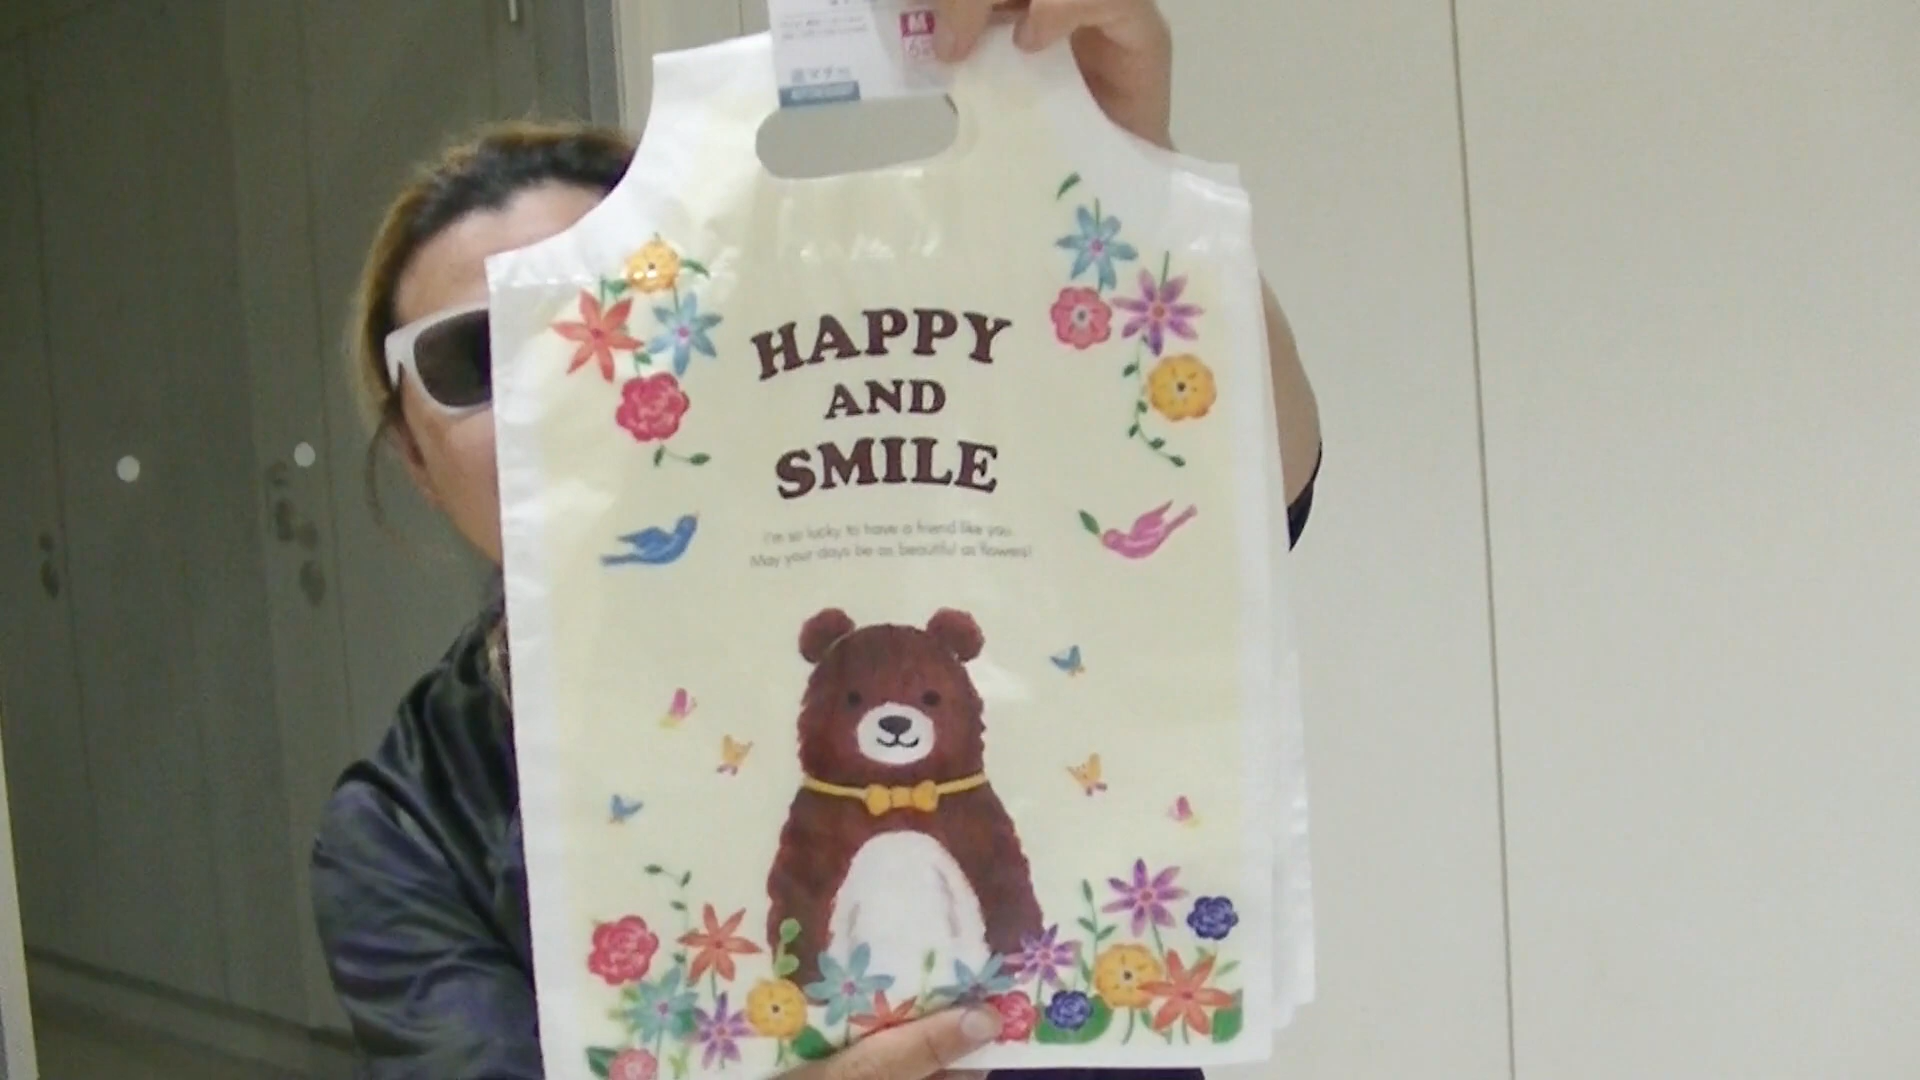 M
HAPPY
AND
SMILE
I'm so lucky to have a friend like you.
May your days be as beautiful as flowers!